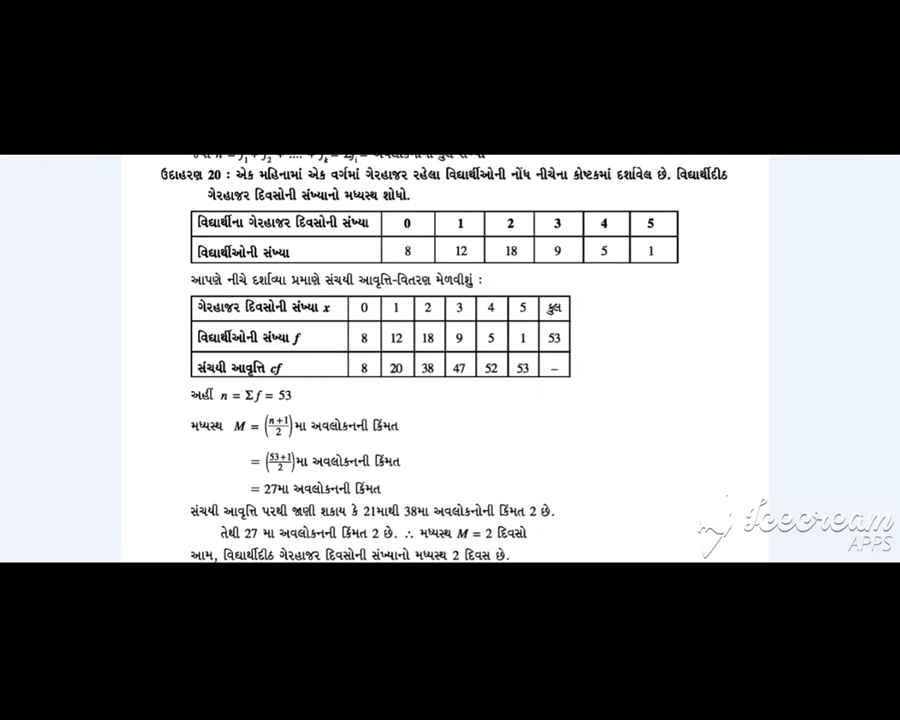 ઉદાહરણ 20 : એક મહિનામાં એક વર્ગમાં ગેરહાજર રહેલા વિદ્યાર્થીઓની નોંધ નીચેના કોષ્ટકમાં દર્શાવેલ છે. વિદ્યાર્થીદીઠ
ગેરહાજર દિવસોની સંખ્યાનો મધ્યસ્થ શોધો.
વિદ્યાર્થીના ગેરહાજર દિવસોની સંખ્યા 0 1 2 3 4 5
વિદ્યાર્થીઓની સંખ્યા 8 12 18 9 5 1
આપણે નીચે દર્શાવ્યા પ્રમાણે સંચયી આવૃત્તિ-વિતરણ મેળવીશું :
ગેરહાજર દિવસોની સંખ્યા x 0 1 2 3 4 5 કુલ
વિદ્યાર્થીઓની સંખ્યા f 8 12 18 9 5 1 53
સંચયી આવૃત્તિ cf 8 20 38 47 52 53 –
અહીં n = Σf = 53
મધ્યસ્થ M = ((n+1)/2)મા અવલોકનની કિંમત
= ((53+1)/2)મા અવલોકનની કિંમત
= 27મા અવલોકનની કિંમત
સંચયી આવૃત્તિ પરથી જાણી શકાય કે 21માથી 38મા અવલોકનોની કિંમત 2 છે.
તેથી 27 મા અવલોકનની કિંમત 2 છે. ∴ મધ્યસ્થ M = 2 દિવસો
આમ, વિદ્યાર્થીદીઠ ગેરહાજર દિવસોની સંખ્યાનો મધ્યસ્થ 2 દિવસ છે.
Icecream
APPS